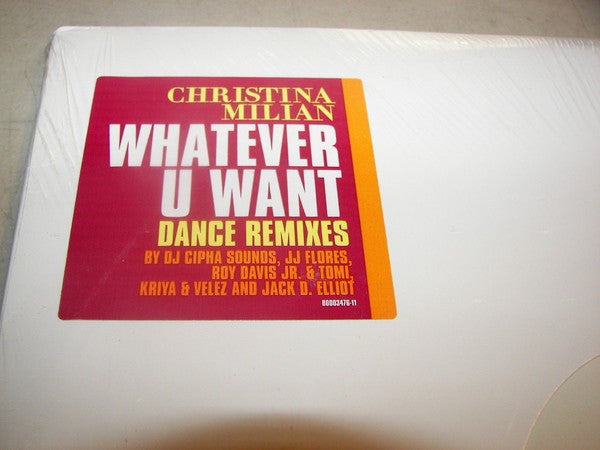 CHRISTINA
MILIAN
WHATEVER
U WANT
DANCE REMIXES
BY DJ CIPHA SOUNDS, JJ FLORES,
ROY DAVIS JR. & TOMI,
KRIYA & VELEZ AND JACK D. ELLIOT
B0003476-11